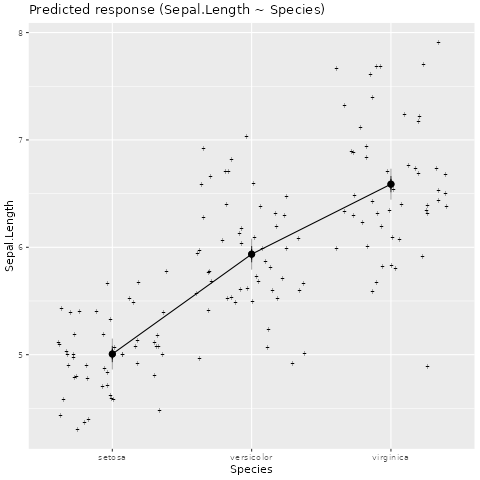 Predicted response (Sepal.Length ~ Species)
8
7
6
5
Sepal.Length
setosa
versicolor
virginica
Species